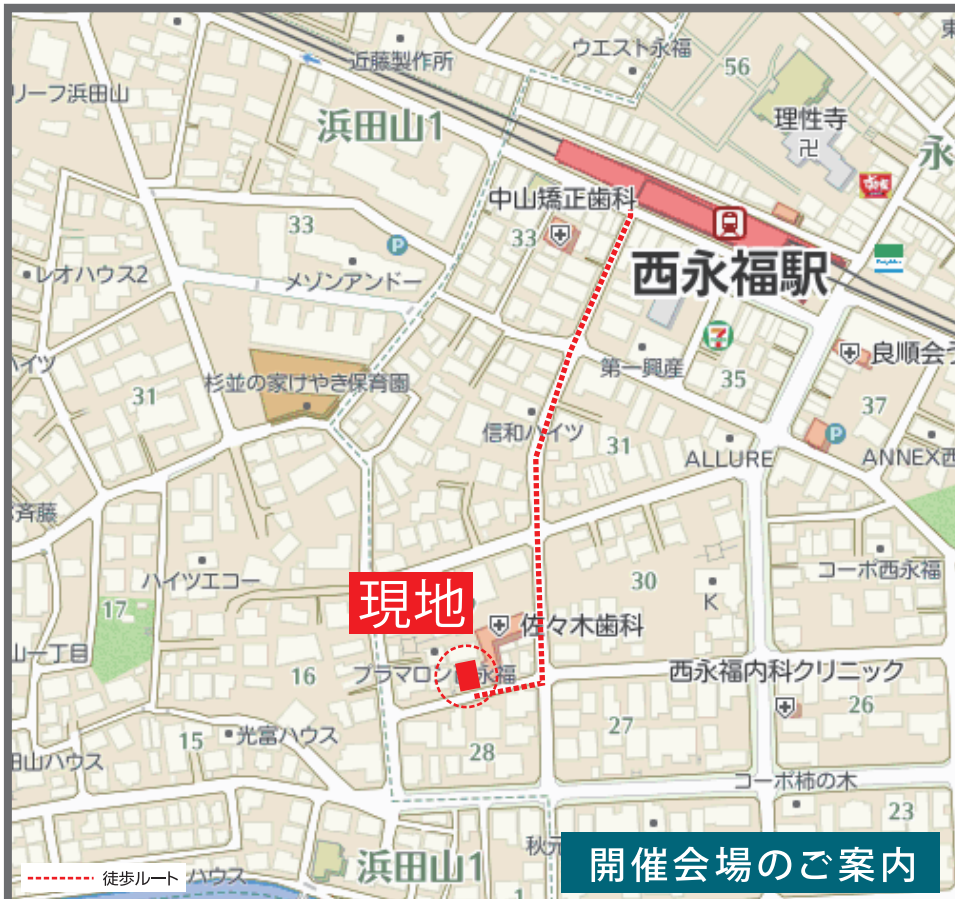 近藤製作所
ウエスト永福
56
リーフ浜田山
浜田山1
理性寺
永
中山矯正歯科
33
33
P
西永福駅
レオハウス2
メゾンアンドー
7
第一興産
35
良順会
ハイツ
杉並の家けやき保育園
31
37
P
信和ハイツ
31
ALLURE
ANNEX西
斉藤
ハイツエコー
コーポ西永福
30
K
17
現地
佐々木歯科
山一丁目
16
プラマロン西永福
西永福内科クリニック
26
27
15
光富ハウス
28
田山ハウス
コーポ柿の木
23
秋元
浜田山1
開催会場のご案内
徒歩ルート
ハウス
1